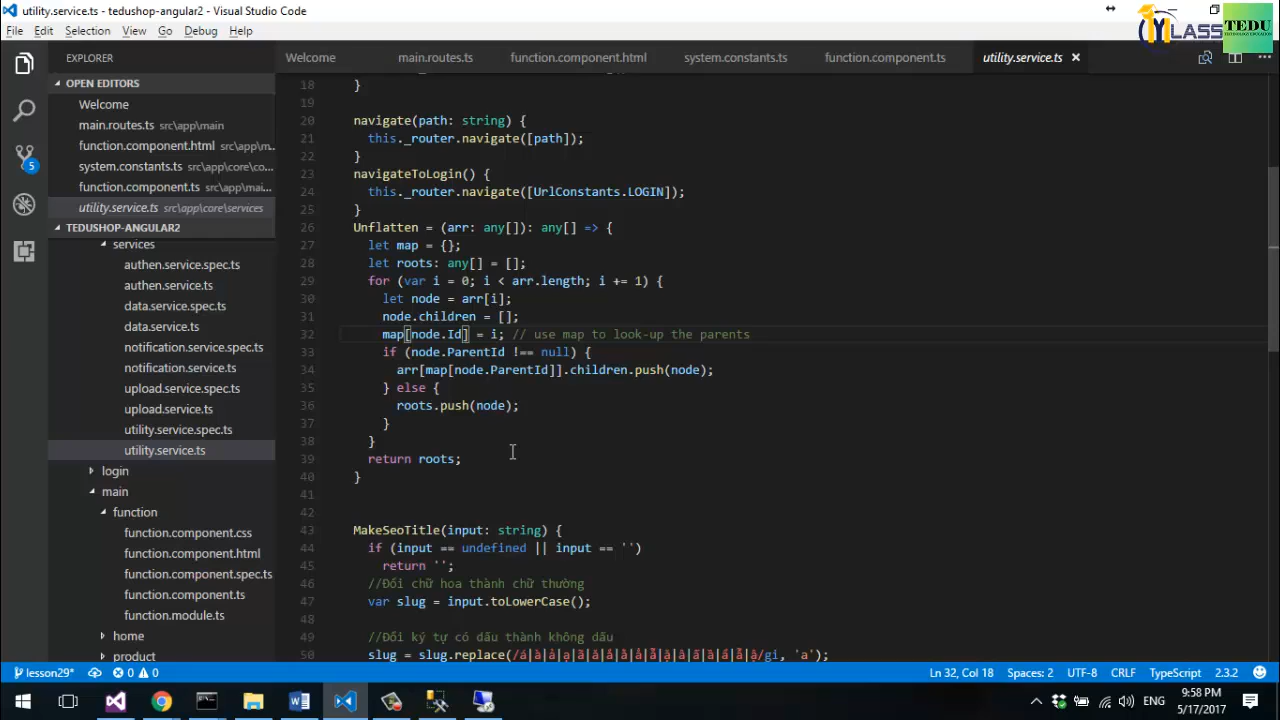 utility.service.ts - tedushop-angular2 - Visual Studio Code
File Edit Selection View Go Debug Help
LASS TEDU
EXPLORER
Welcome main.routes.ts function.component.html system.constants.ts function.component.ts utility.service.ts
OPEN EDITORS
Welcome
main.routes.ts src\app\main
function.component.html src\app\m...
system.constants.ts src\app\core\co...
function.component.ts src\app\mai...
utility.service.ts src\app\core\services
TEDUSHOP-ANGULAR2
services
authen.service.spec.ts
authen.service.ts
data.service.spec.ts
data.service.ts
notification.service.spec.ts
notification.service.ts
upload.service.spec.ts
upload.service.ts
utility.service.spec.ts
utility.service.ts
login
main
function
function.component.css
function.component.html
function.component.spec.ts
function.component.ts
function.module.ts
home
product
5
18 }
19
20 navigate(path: string) {
21 this._router.navigate([path]);
22 }
23 navigateToLogin() {
24 this._router.navigate([UrlConstants.LOGIN]);
25 }
26 Unflatten = (arr: any[]): any[] => {
27 let map = {};
28 let roots: any[] = [];
29 for (var i = 0; i < arr.length; i += 1) {
30 let node = arr[i];
31 node.children = [];
32 map[node.Id] = i; // use map to look-up the parents
33 if (node.ParentId !== null) {
34 arr[map[node.ParentId]].children.push(node);
35 } else {
36 roots.push(node);
37 }
38 }
39 return roots;
40 }
41
42
43 MakeSeoTitle(input: string) {
44 if (input == undefined || input == '')
45 return '';
46 //Đổi chữ hoa thành chữ thường
47 var slug = input.toLowerCase();
48
49 //Đổi ký tự có dấu thành không dấu
50 slug = slug.replace(/á|à|ả|ạ|ã|ă|ắ|ằ|ẳ|ẵ|ặ|â|ấ|ầ|ẩ|ẫ|ậ/gi, 'a');
lesson29* 0 0 Ln 32, Col 18 Spaces: 2 UTF-8 CRLF TypeScript 2.3.2
ENG 9:58 PM
5/17/2017